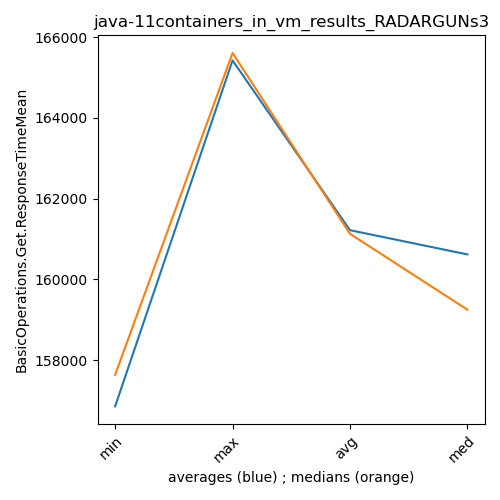 java-11containers_in_vm_results_RADARGUNs3
166000
164000
162000
160000
158000
BasicOperations.Get.ResponseTimeMean
min
max
avg
med
averages (blue) ; medians (orange)